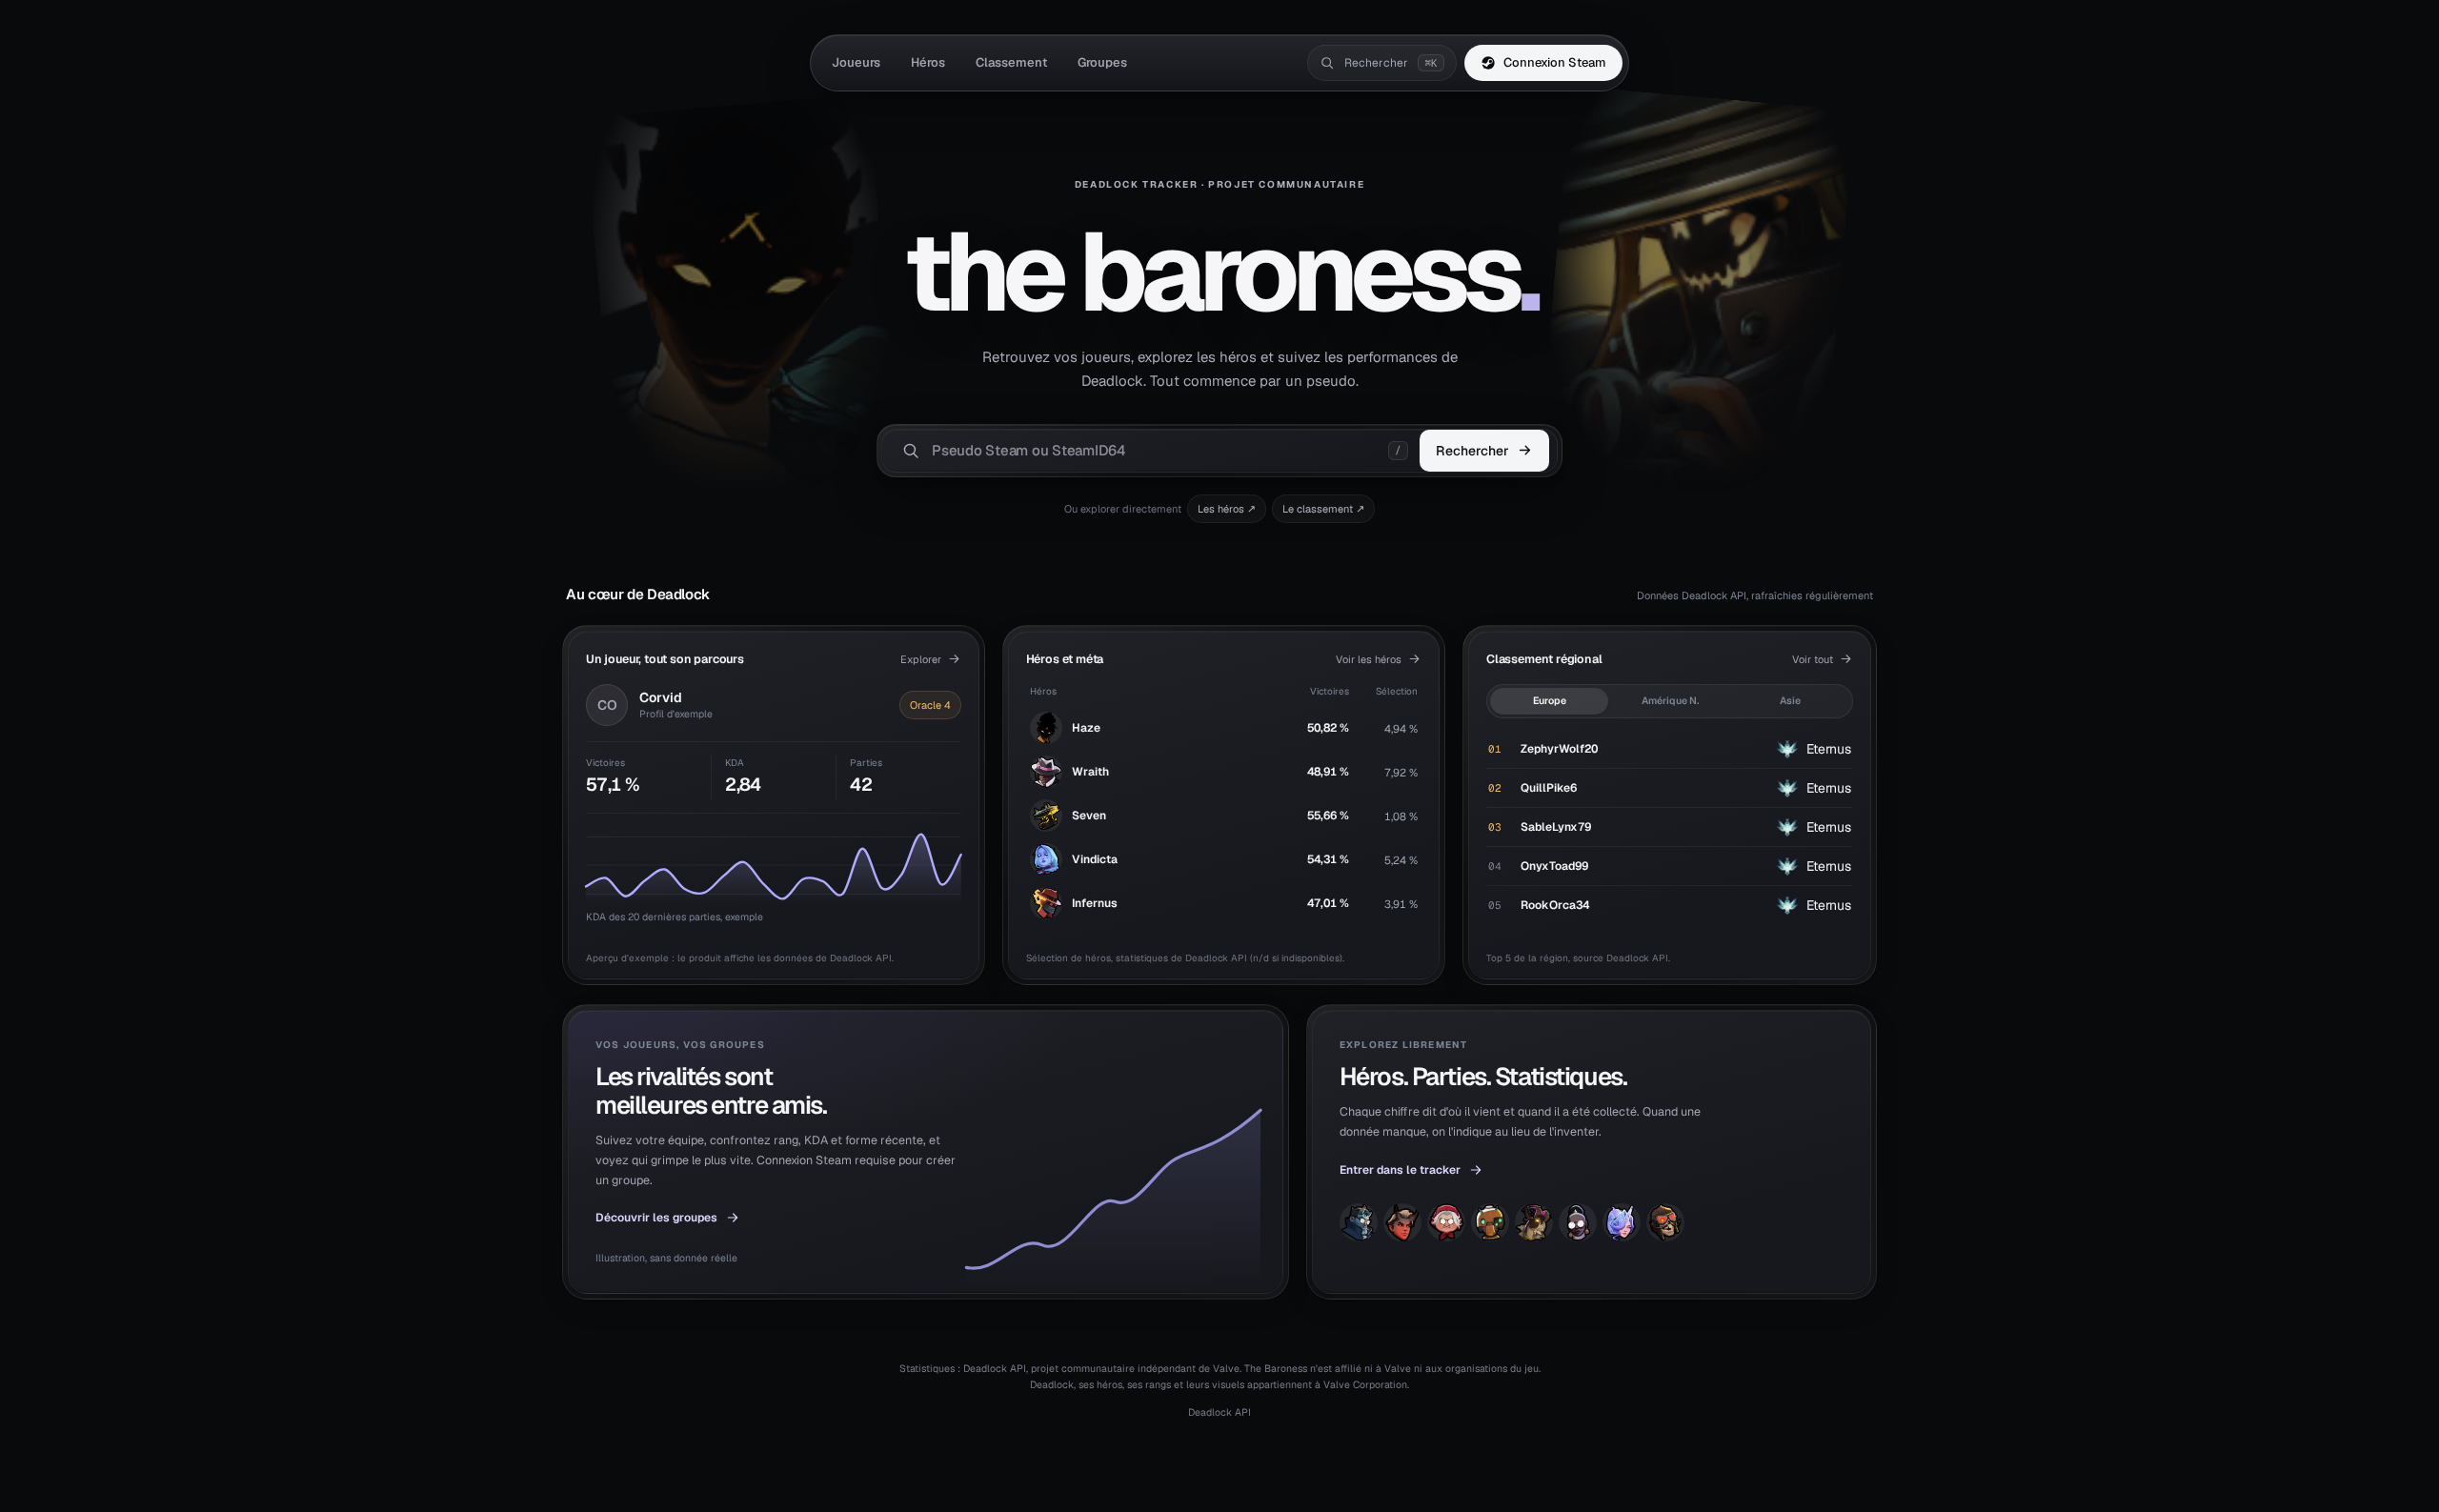 Joueurs Héros Classement Groupes Rechercher ⌘K Connexion Steam
DEADLOCK TRACKER · PROJET COMMUNAUTAIRE
the baroness.
Retrouvez vos joueurs, explorez les héros et suivez les performances de
Deadlock. Tout commence par un pseudo.
Pseudo Steam ou SteamID64 / Rechercher →
Ou explorer directement Les héros ↗ Le classement ↗
Au cœur de Deadlock
Données Deadlock API, rafraîchies régulièrement
Un joueur, tout son parcours Explorer →
CO Corvid Oracle 4
Profil d'exemple
Victoires KDA Parties
57,1 % 2,84 42
KDA des 20 dernières parties, exemple
Aperçu d'exemple : le produit affiche les données de Deadlock API.
Héros et méta Voir les héros →
Héros Victoires Sélection
Haze 50,82 % 4,94 %
Wraith 48,91 % 7,92 %
Seven 55,66 % 1,08 %
Vindicta 54,31 % 5,24 %
Infernus 47,01 % 3,91 %
Sélection de héros, statistiques de Deadlock API (n/d si indisponibles).
Classement régional Voir tout →
Europe Amérique N. Asie
01 ZephyrWolf20 Eternus
02 QuillPike6 Eternus
03 SableLynx79 Eternus
04 OnyxToad99 Eternus
05 RookOrca34 Eternus
Top 5 de la région, source Deadlock API.
VOS JOUEURS, VOS GROUPES
Les rivalités sont
meilleures entre amis.
Suivez votre équipe, confrontez rang, KDA et forme récente, et
voyez qui grimpe le plus vite. Connexion Steam requise pour créer
un groupe.
Découvrir les groupes →
Illustration, sans donnée réelle
EXPLOREZ LIBREMENT
Héros. Parties. Statistiques.
Chaque chiffre dit d'où il vient et quand il a été collecté. Quand une
donnée manque, on l'indique au lieu de l'inventer.
Entrer dans le tracker →
Statistiques : Deadlock API, projet communautaire indépendant de Valve. The Baroness n'est affilié ni à Valve ni aux organisations du jeu.
Deadlock, ses héros, ses rangs et leurs visuels appartiennent à Valve Corporation.
Deadlock API